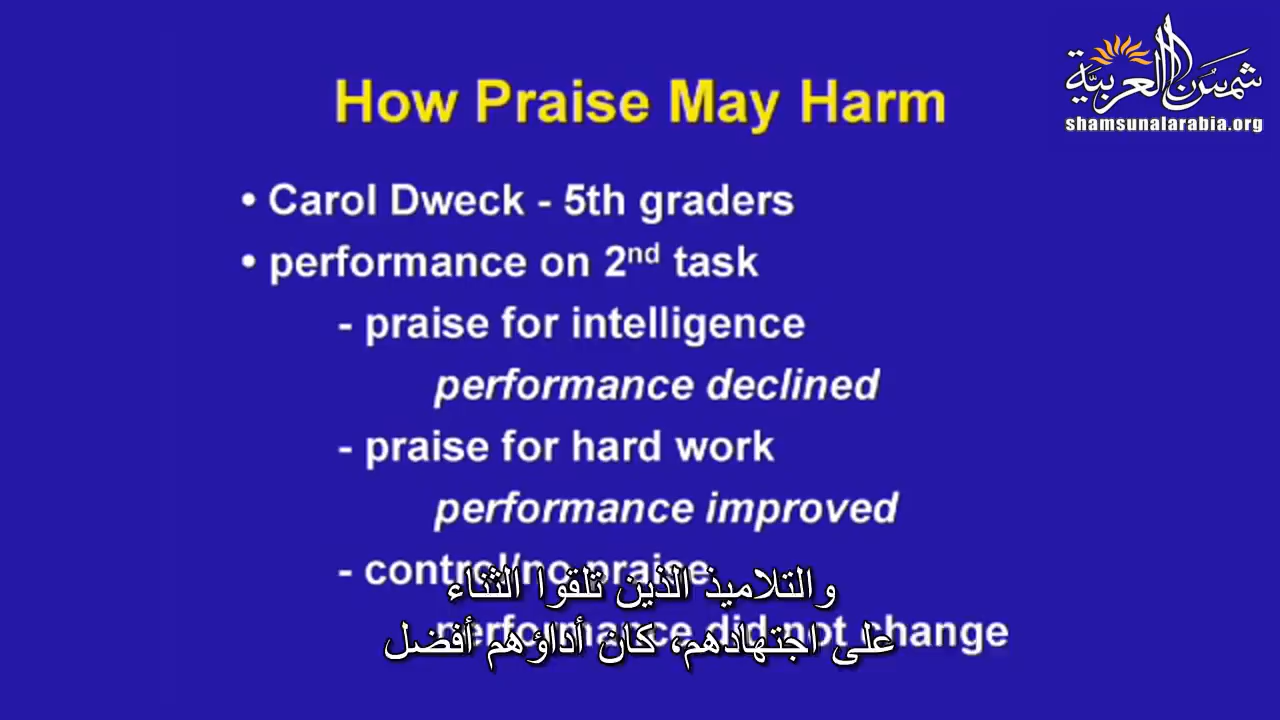 شمس العربية
shamsunalarabia.org
How Praise May Harm
• Carol Dweck - 5th graders
• performance on 2nd task
- praise for intelligence
performance declined
- praise for hard work
performance improved
- control/no praise
performance did not change
والتلاميذ الذين تلقوا الثناء
على اجتهادهم، كان أداؤهم أفضل